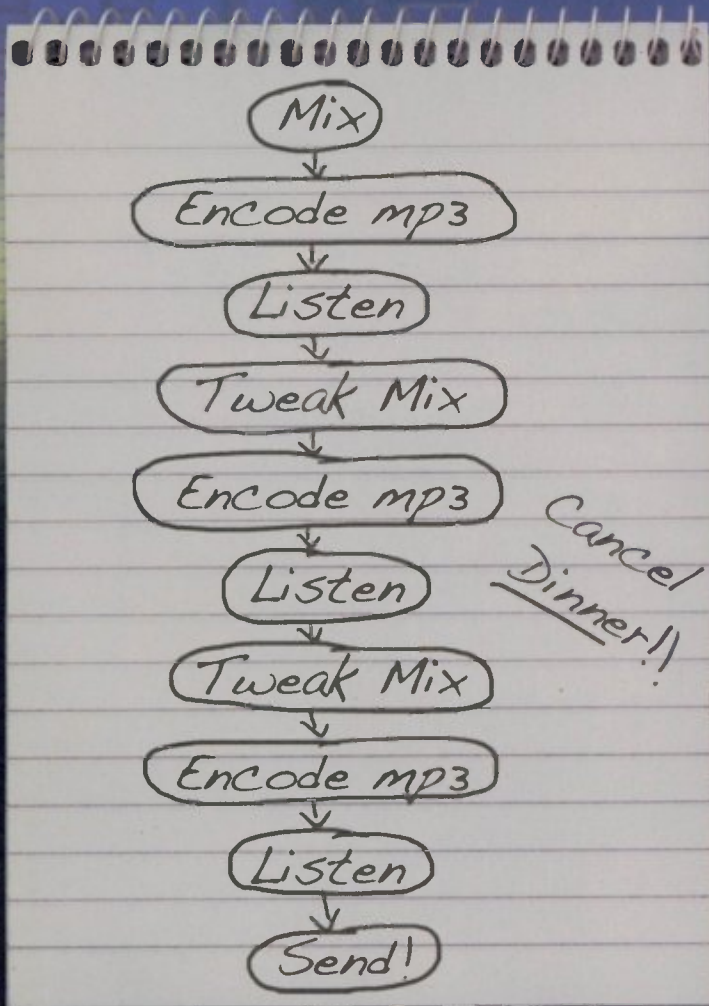 Mix
Encode mp3
Listen
Tweak Mix
Encode mp3
Listen
Cancel
Dinner!!
Tweak Mix
Encode mp3
Listen
Send!